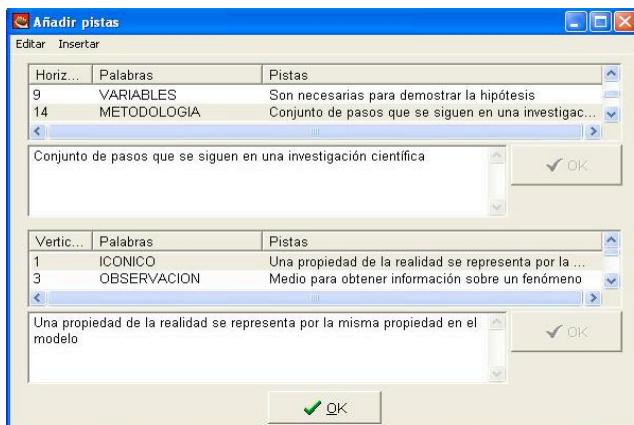 Añadir pistas
Editar Insertar
Horiz... Palabras Pistas
9 VARIABLES Son necesarias para demostrar la hipótesis
14 METODOLOGIA Conjunto de pasos que se siguen en una investigac...
Conjunto de pasos que se siguen en una investigación científica
OK
Vertic... Palabras Pistas
1 ICONICO Una propiedad de la realidad se representa por la ...
3 OBSERVACION Medio para obtener información sobre un fenómeno
Una propiedad de la realidad se representa por la misma propiedad en el
modelo
OK
OK